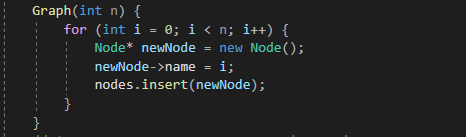 Graph(int n) {
for (int i = 0; i < n; i++) {
Node* newNode = new Node();
newNode->name = i;
nodes.insert(newNode);
}
}